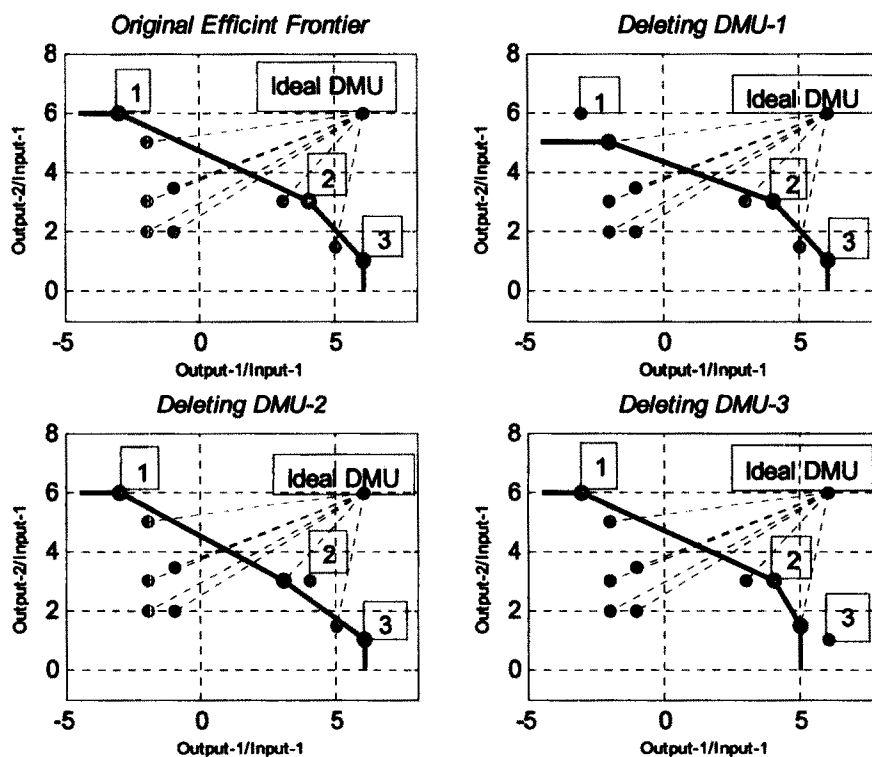 Original Efficint Frontier
8
6
4
2
0
-5
0
5
Output-2/Input-1
Output-1/Input-1
1
2
3
Ideal DMU
Deleting DMU-1
8
6
4
2
0
-5
0
5
Output-2/Input-1
Output-1/Input-1
1
2
3
Ideal DMU
Deleting DMU-2
8
6
4
2
0
-5
0
5
Output-2/Input-1
Output-1/Input-1
1
2
3
Ideal DMU
Deleting DMU-3
8
6
4
2
0
-5
0
5
Output-2/Input-1
Output-1/Input-1
1
2
3
Ideal DMU